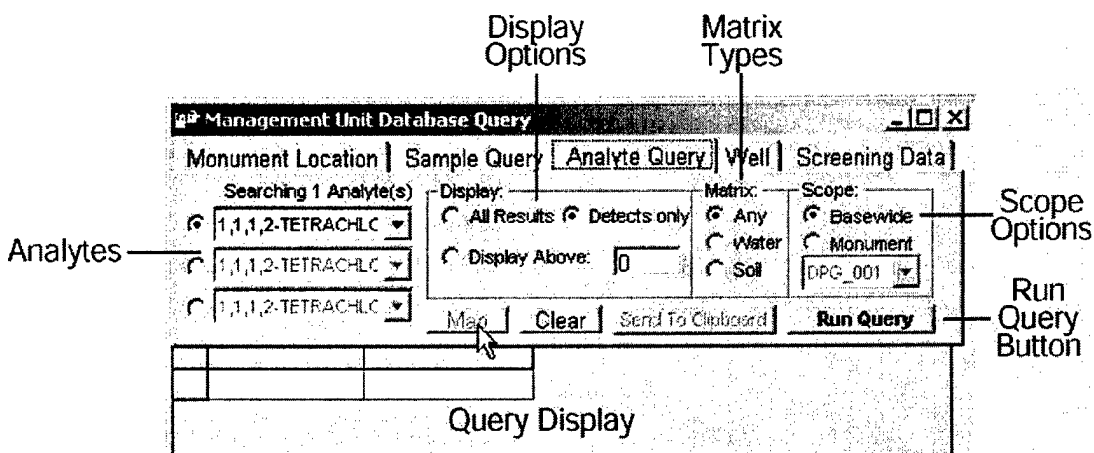 Display
Options
Matrix
Types
Management Unit Database Query
Monument Location Sample Query Analyte Query Well Screening Data
Searching 1 Analyte(s)
Display:
Matrix:
Scope:
1,1,1,2-TETRACHLC
All Results Detects only
Any
Basewide
Scope
Options
Analytes
1,1,1,2-TETRACHLC
Display Above: 0
Water
Monument
Soil
DPG_001
1,1,1,2-TETRACHLC
Map Clear Send To Clipboard Run Query
Run
Query
Button
Query Display